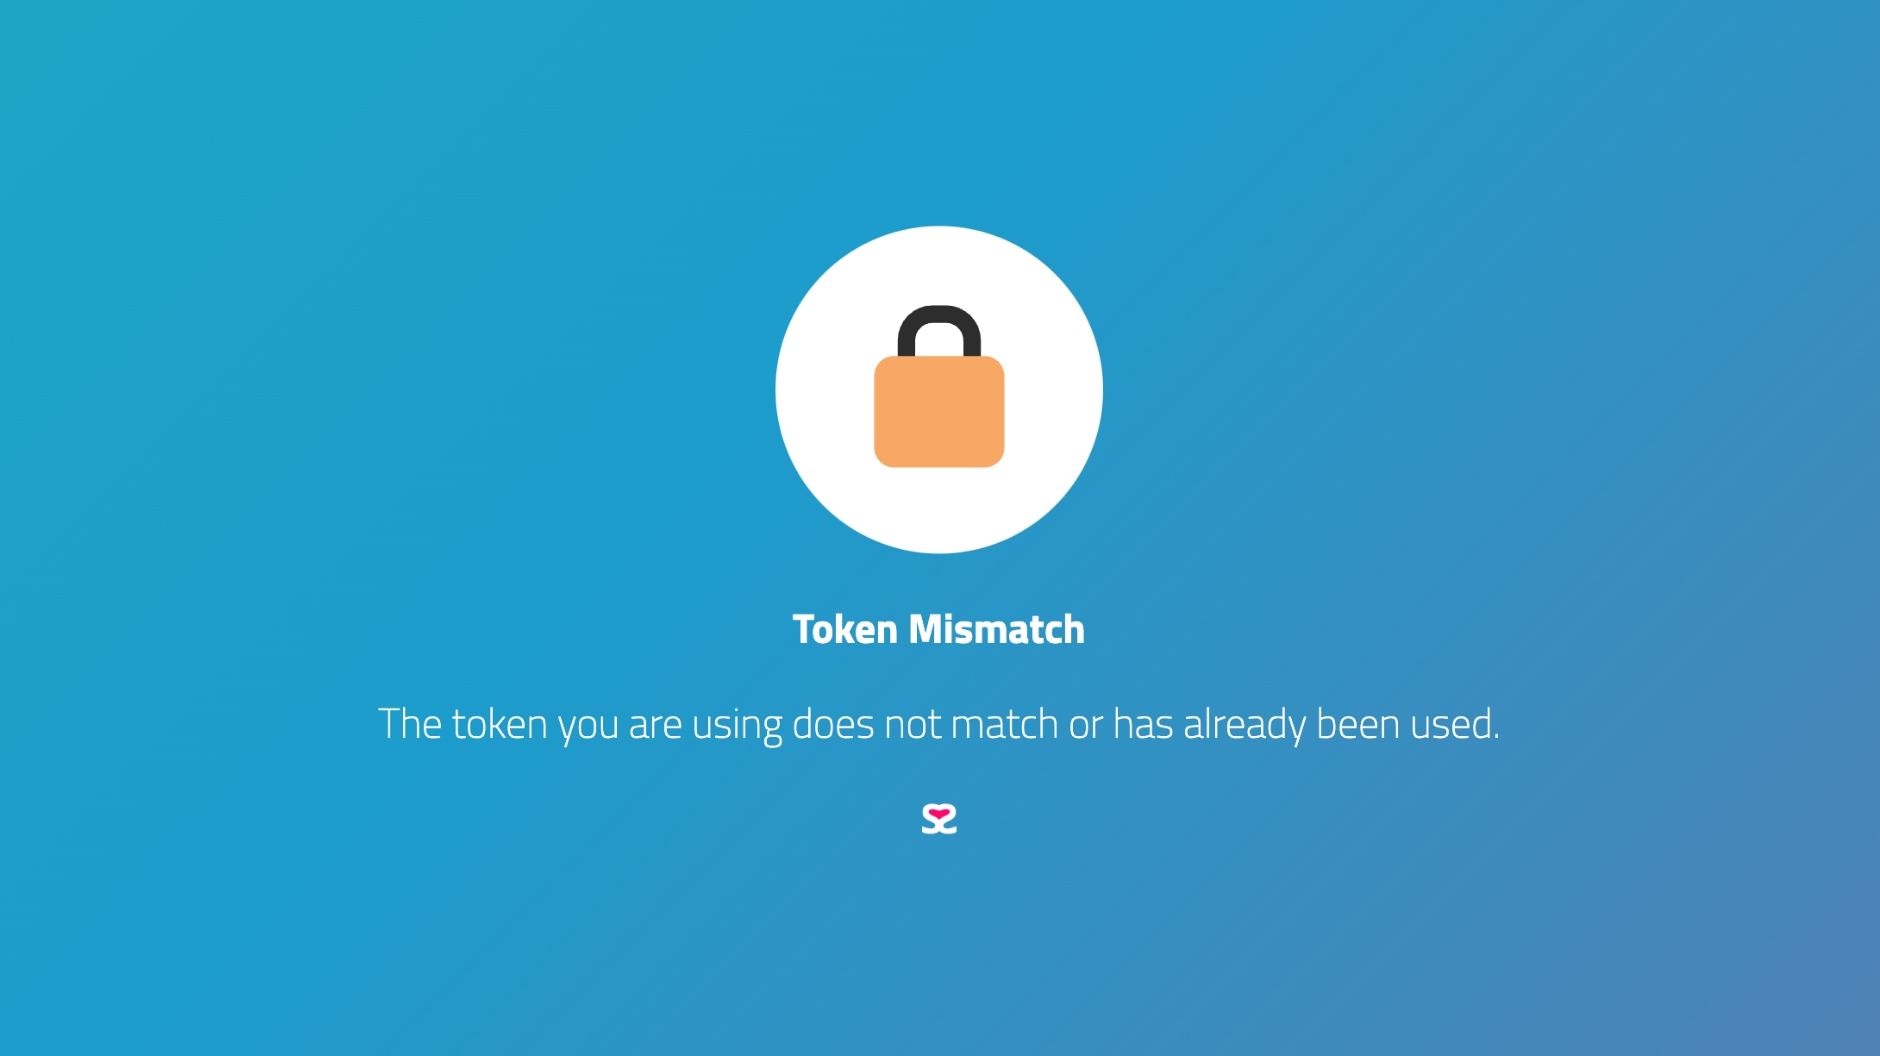 Token Mismatch
The token you are using does not match or has already been used.